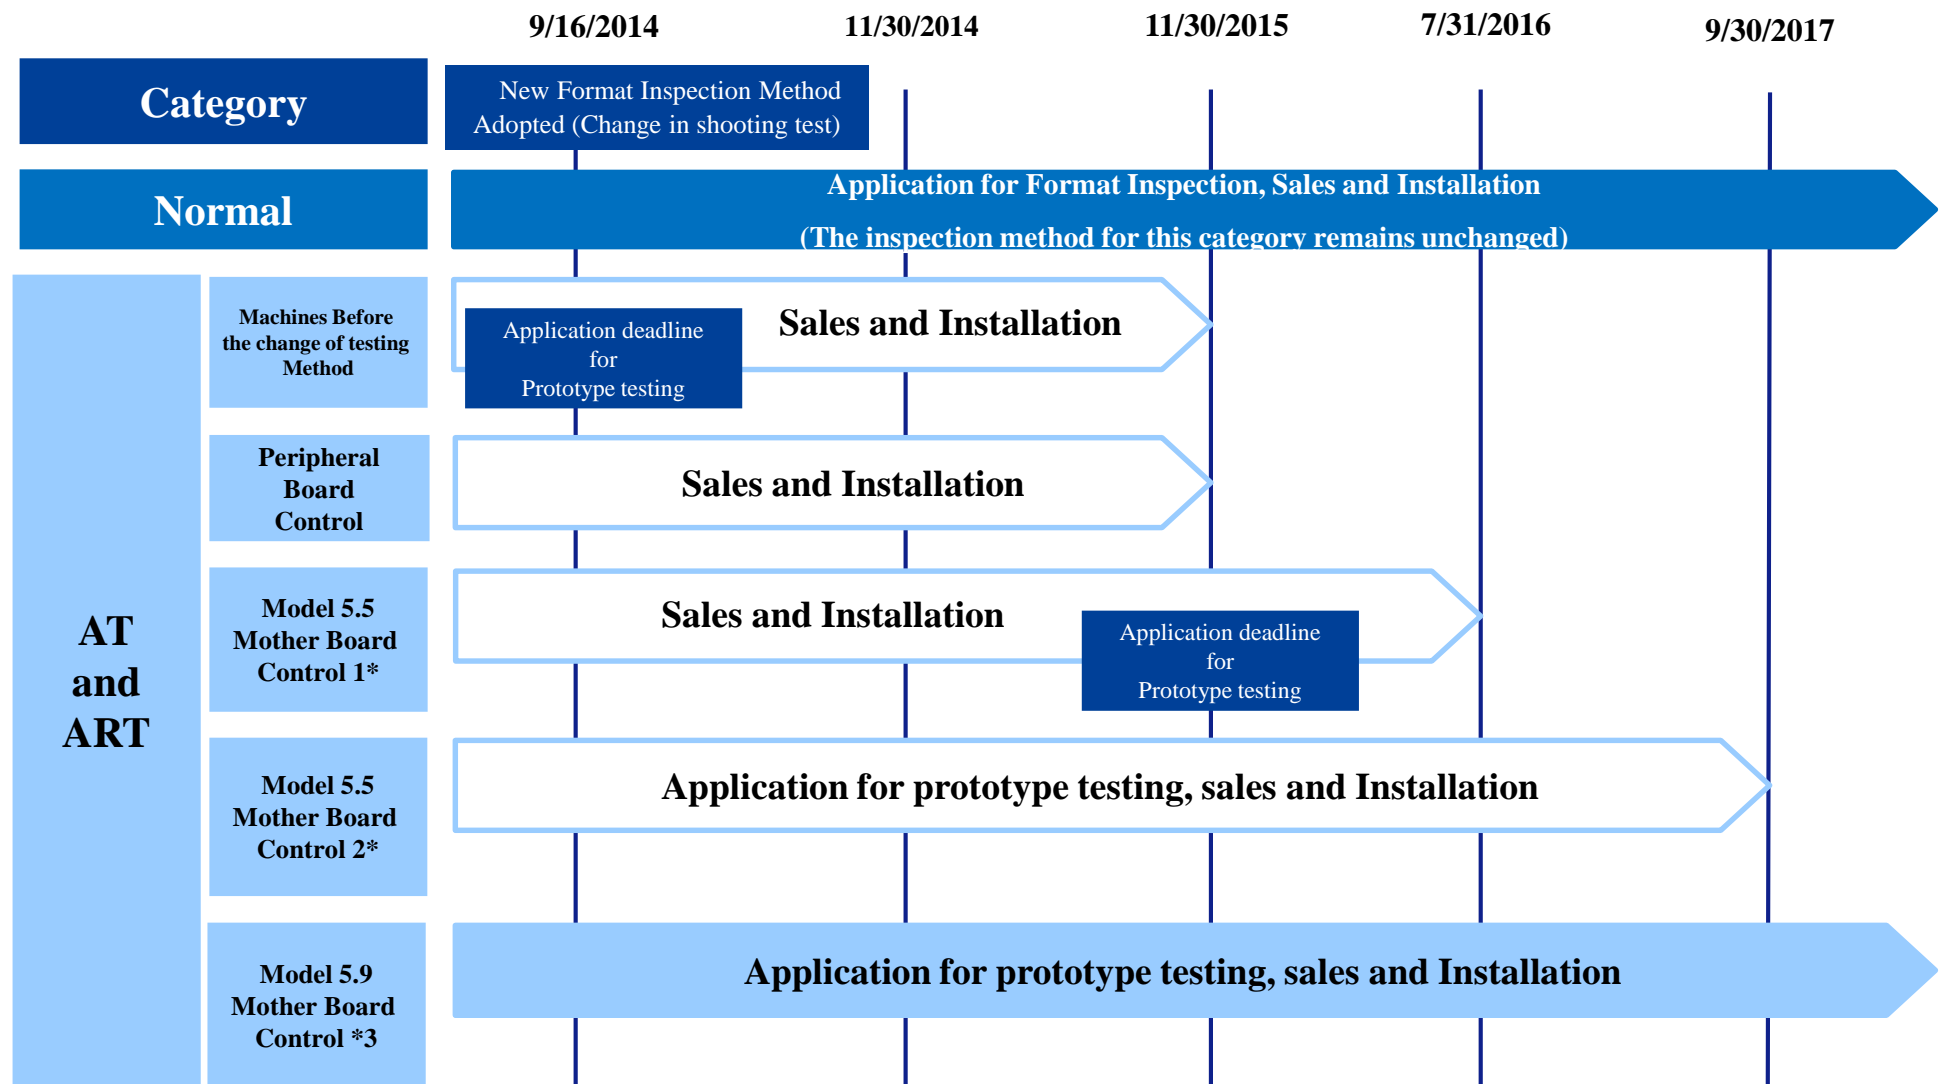 9/16/2014
11/30/2014
11/30/2015
7/31/2016
9/30/2017
Category
New Format Inspection Method
Adopted (Change in shooting test)
Normal
Application for Format Inspection, Sales and Installation
(The inspection method for this category remains unchanged)
AT
and
ART
Machines Before
the change of testing
Method
Sales and Installation
Application deadline
for
Prototype testing
Peripheral
Board
Control
Sales and Installation
Model 5.5
Mother Board
Control 1*
Sales and Installation
Application deadline
for
Prototype testing
Model 5.5
Mother Board
Control 2*
Application for prototype testing, sales and Installation
Model 5.9
Mother Board
Control *3
Application for prototype testing, sales and Installation